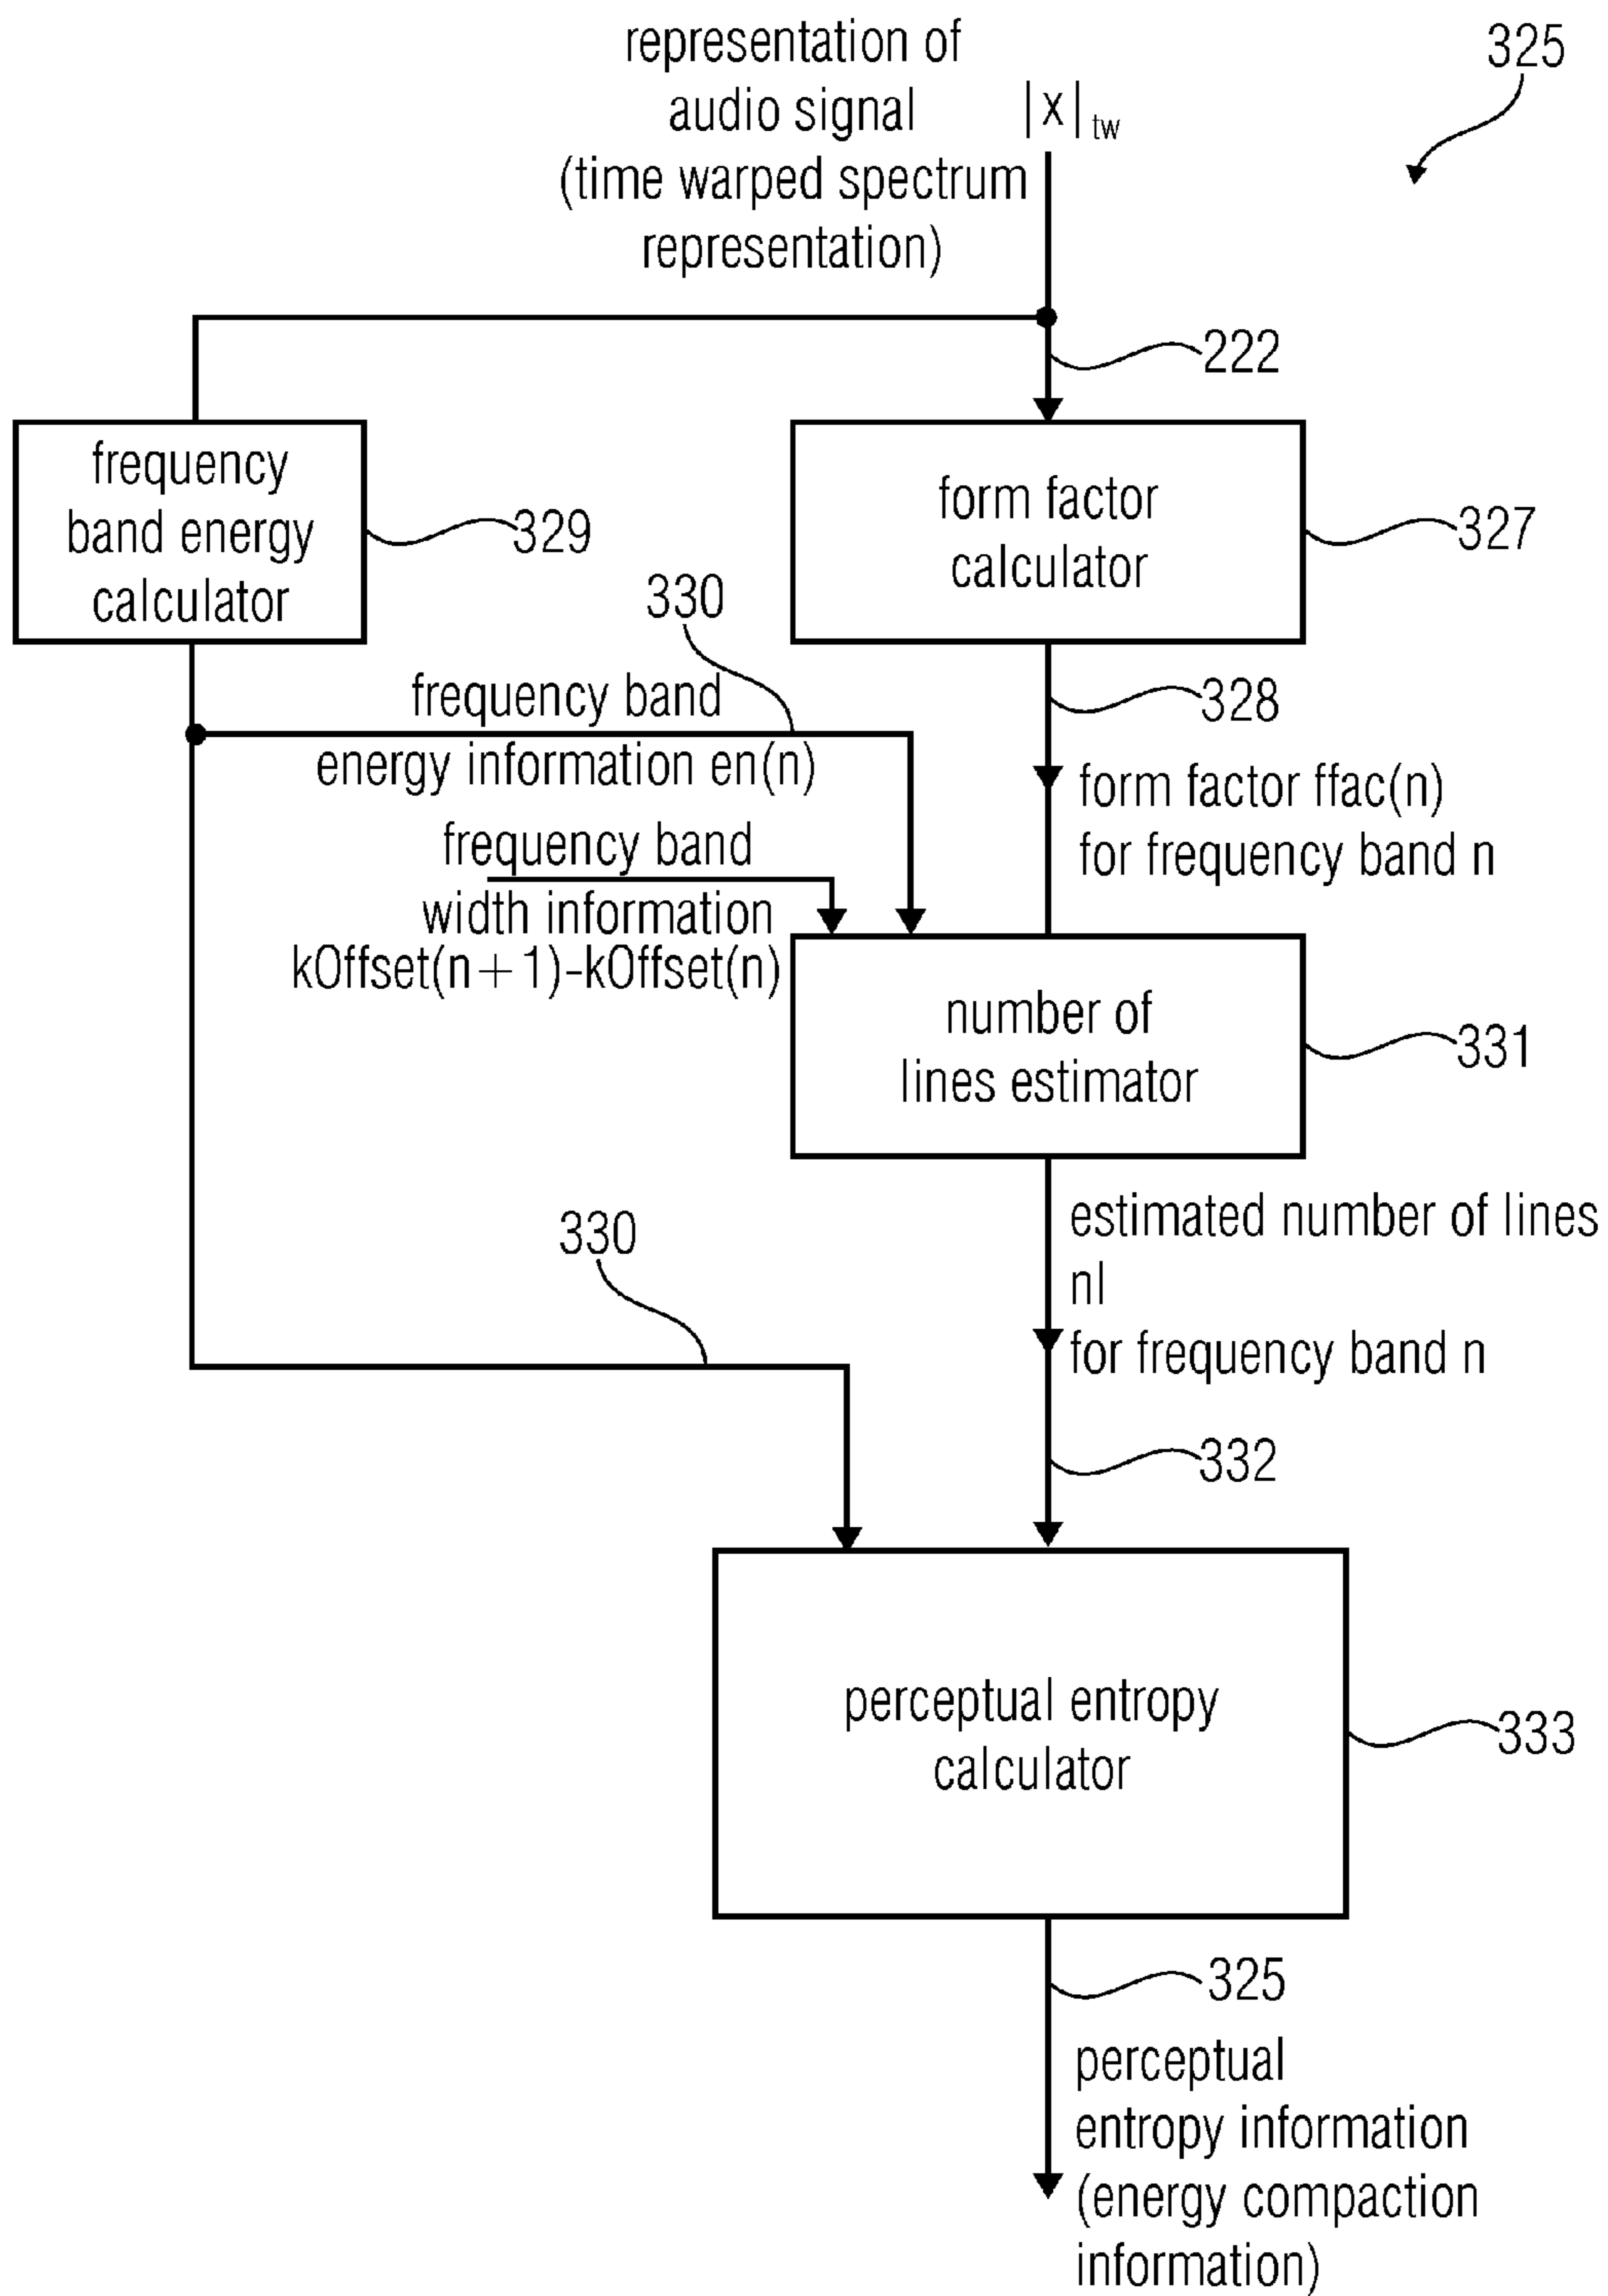 representation of
audio signal
(time warped spectrum
representation)
|x| tw
325
222
frequency
band energy
calculator
329
form factor
calculator
327
330
328
frequency band
energy information en(n)
form factor ffac(n)
for frequency band n
frequency band
width information
kOffset(n+1)-kOffset(n)
number of
lines estimator
331
estimated number of lines
nl
for frequency band n
330
332
perceptual entropy
calculator
333
325
perceptual
entropy information
(energy compaction
information)